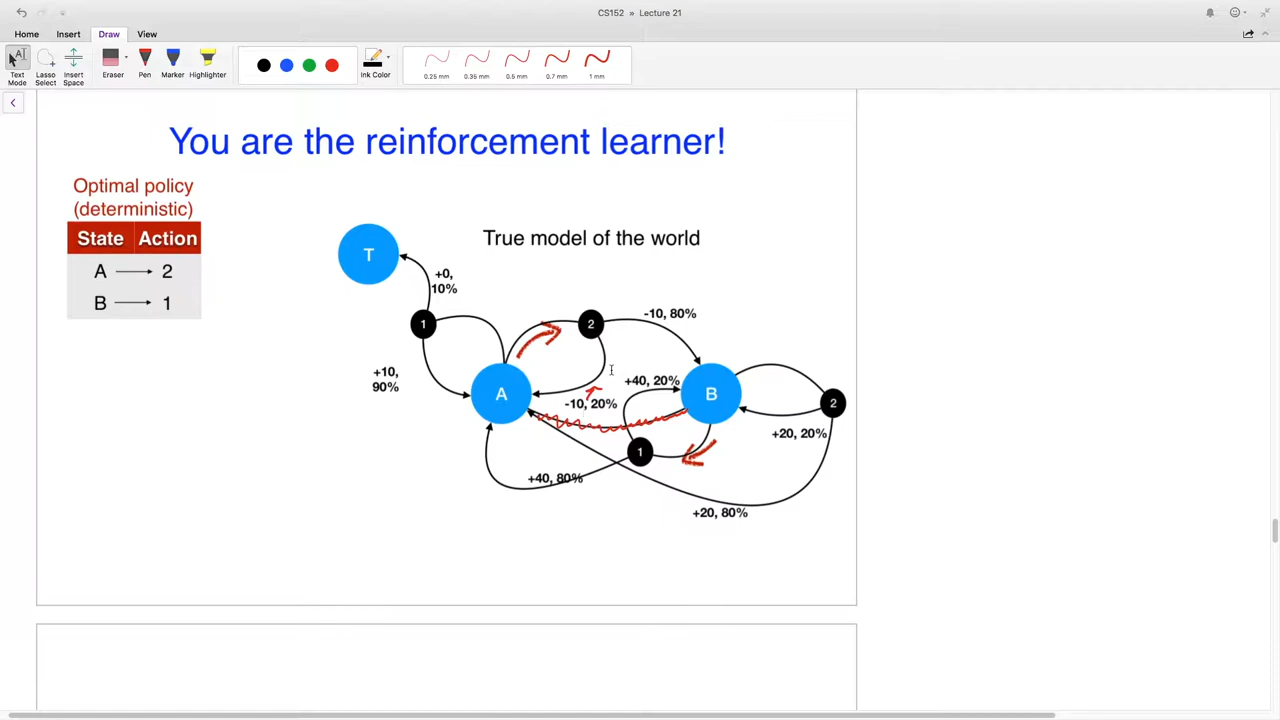 CS152 » Lecture 21
Home Insert Draw View
Text Mode
Lasso Select
Insert Space
Eraser
Pen
Marker
Highlighter
Ink Color
0.25 mm
0.35 mm
0.5 mm
0.7 mm
1 mm
You are the reinforcement learner!
Optimal policy
(deterministic)
State Action
A 2
B 1
True model of the world
T
+0,
10%
1
2
-10, 80%
+10,
90%
A
+40, 20%
B
-10, 20%
2
+20, 20%
1
+40, 80%
+20, 80%